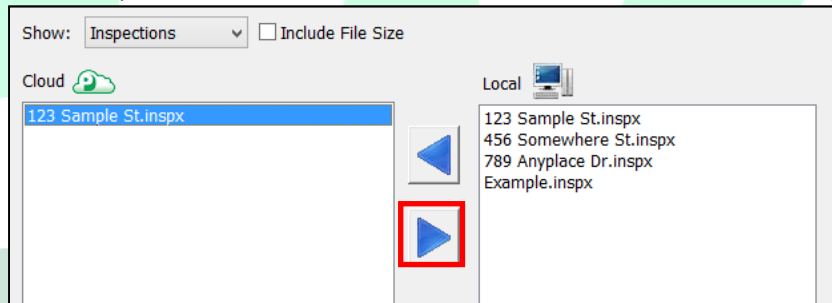 Show: Inspections Include File Size
Cloud
123 Sample St.inspx
Local
123 Sample St.inspx
456 Somewhere St.inspx
789 Anyplace Dr.inspx
Example.inspx